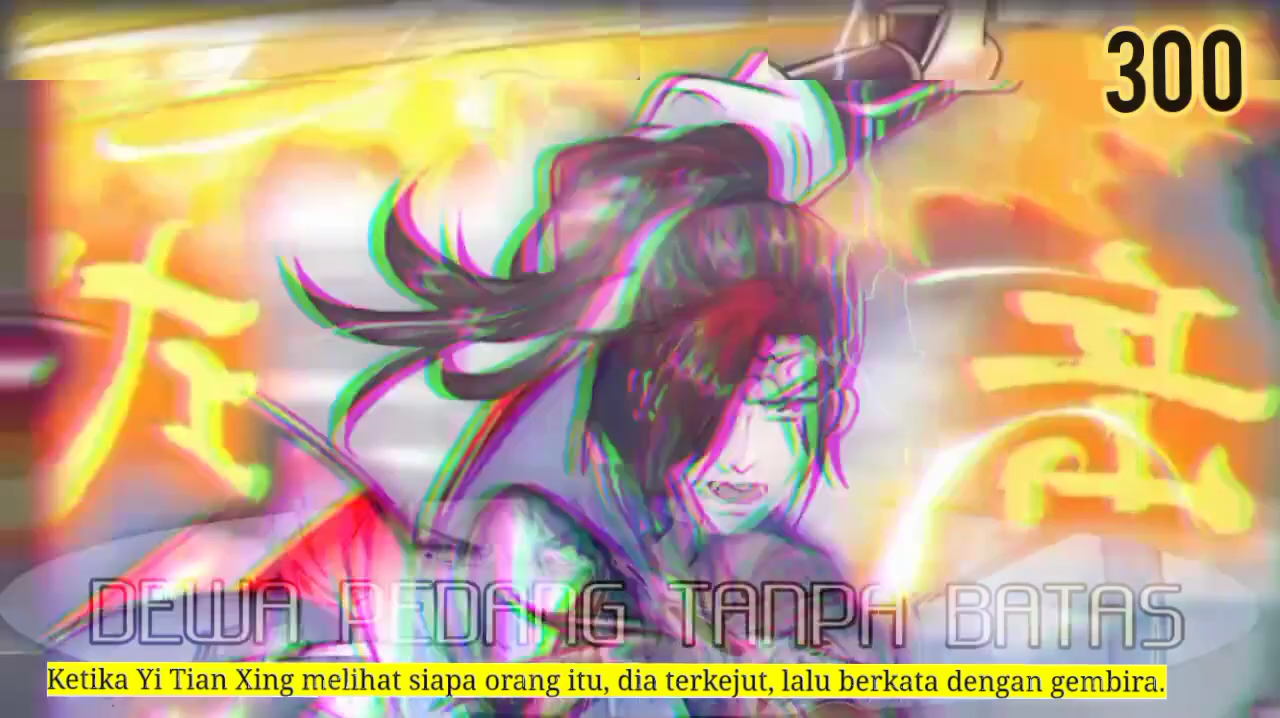 300
DEWA PEDANG TANPA BATAS
Ketika Yi Tian Xing melihat siapa orang itu, dia terkejut, lalu berkata dengan gembira.